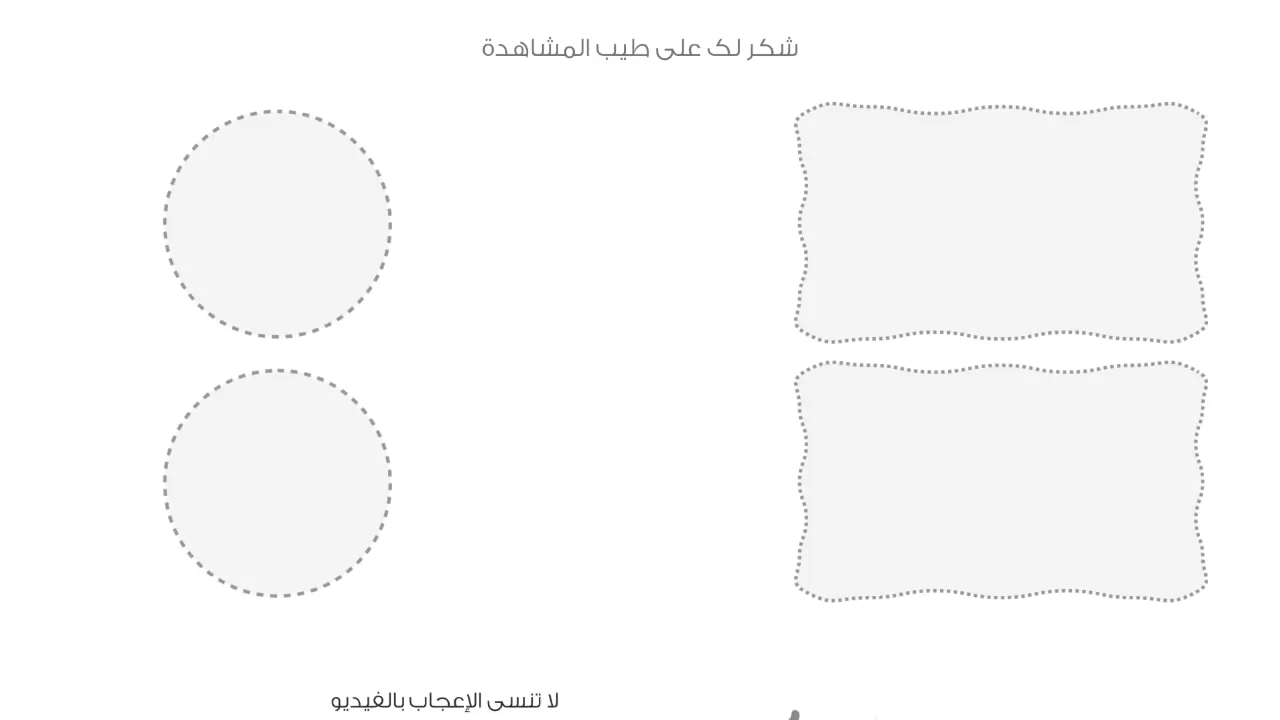 شكر لك على طيب المشاهدة
لا تنسى الإعجاب بالفيديو